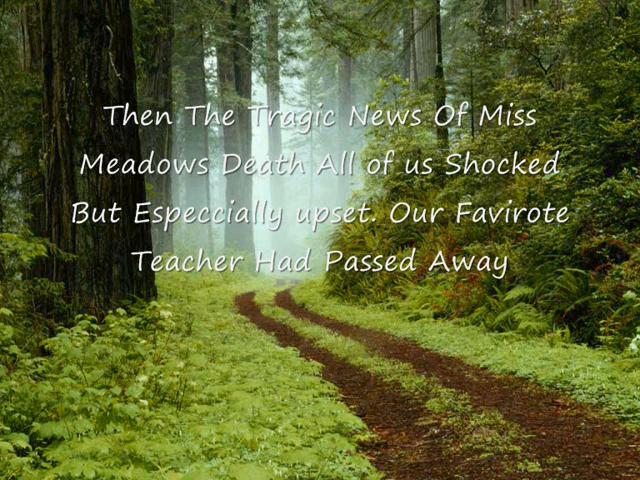 Then The Tragic News Of Miss
Meadows Death All of us Shocked
But Especcially upset. Our Favirote
Teacher Had Passed Away